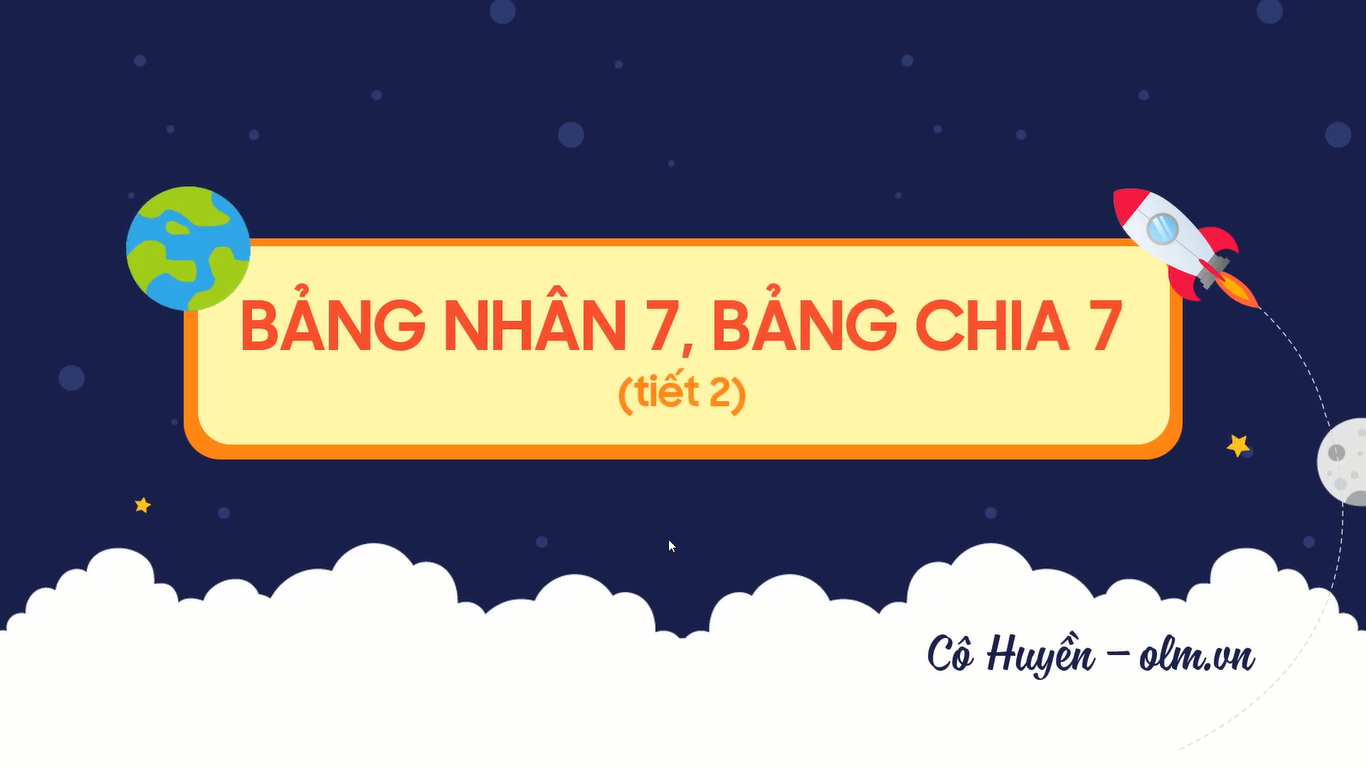 BẢNG NHÂN 7, BẢNG CHIA 7
(tiết 2)
Cô Huyền – olm.vn